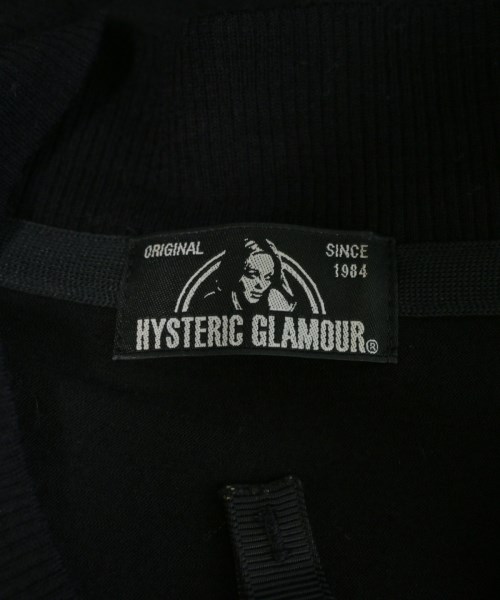 ORIGINAL
SINCE
1984
HYSTERIC GLAMOUR®